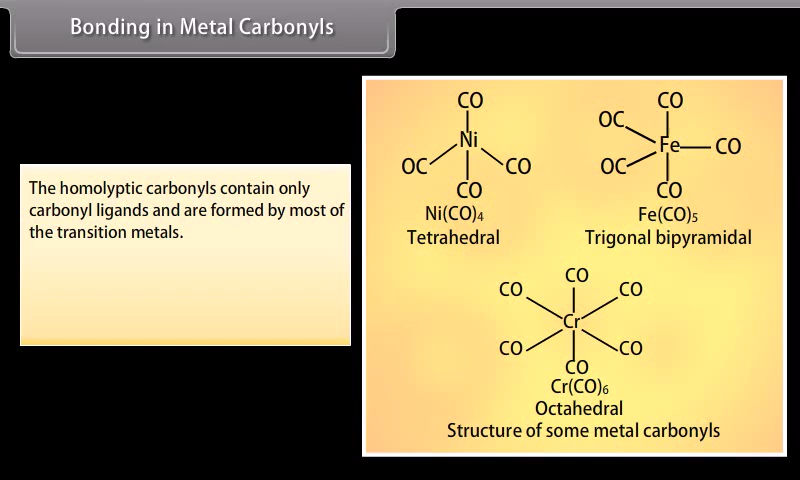 Bonding in Metal Carbonyls
The homolyptic carbonyls contain only
carbonyl ligands and are formed by most of
the transition metals.
CO
Ni
OC CO
CO
Ni(CO)₄
Tetrahedral
CO
OC
Fe CO
OC
CO
Fe(CO)₅
Trigonal bipyramidal
CO
CO CO
Cr
CO CO
CO
Cr(CO)₆
Octahedral
Structure of some metal carbonyls